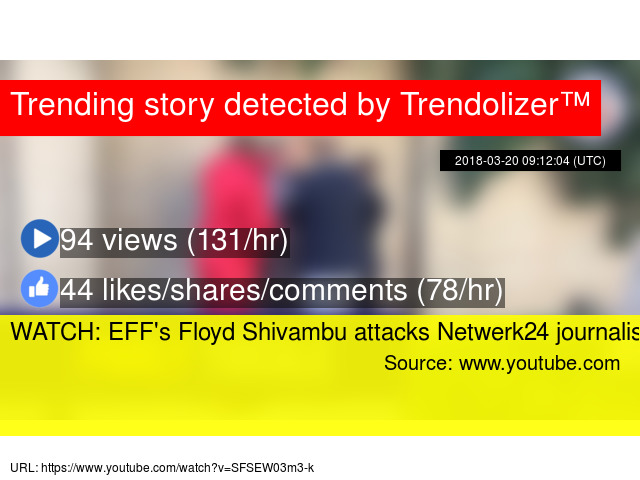 Trending story detected by Trendolizer™
2018-03-20 09:12:04 (UTC)
94 views (131/hr)
44 likes/shares/comments (78/hr)
WATCH: EFF's Floyd Shivambu attacks Netwerk24 journalis
Source: www.youtube.com
URL: https://www.youtube.com/watch?v=SFSEW03m3-k